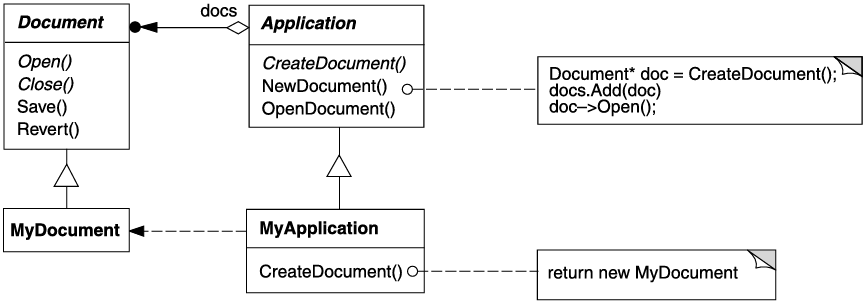 Document
Open()
Close()
Save()
Revert()
docs
Application
CreateDocument()
NewDocument()
OpenDocument()
Document* doc = CreateDocument();
docs.Add(doc)
doc–>Open();
MyDocument
MyApplication
CreateDocument()
return new MyDocument